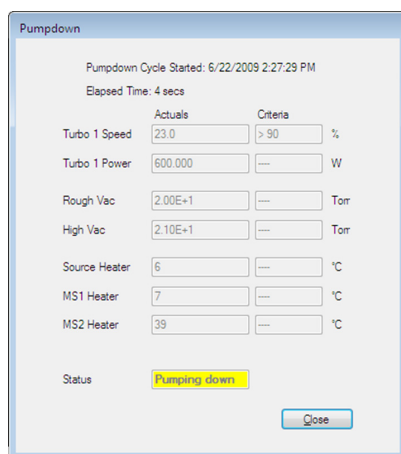 Pumpdown
Pumpdown Cycle Started: 6/22/2009 2:27:29 PM
Elapsed Time: 4 secs
Actuals Criteria
Turbo 1 Speed 23.0 > 90 %
Turbo 1 Power 600.000 ---- W
Rough Vac 2.00E+1 ---- Torr
High Vac 2.10E+1 ---- Torr
Source Heater 6 ---- °C
MS1 Heater 7 ---- °C
MS2 Heater 39 ---- °C
Status Pumping down
Close